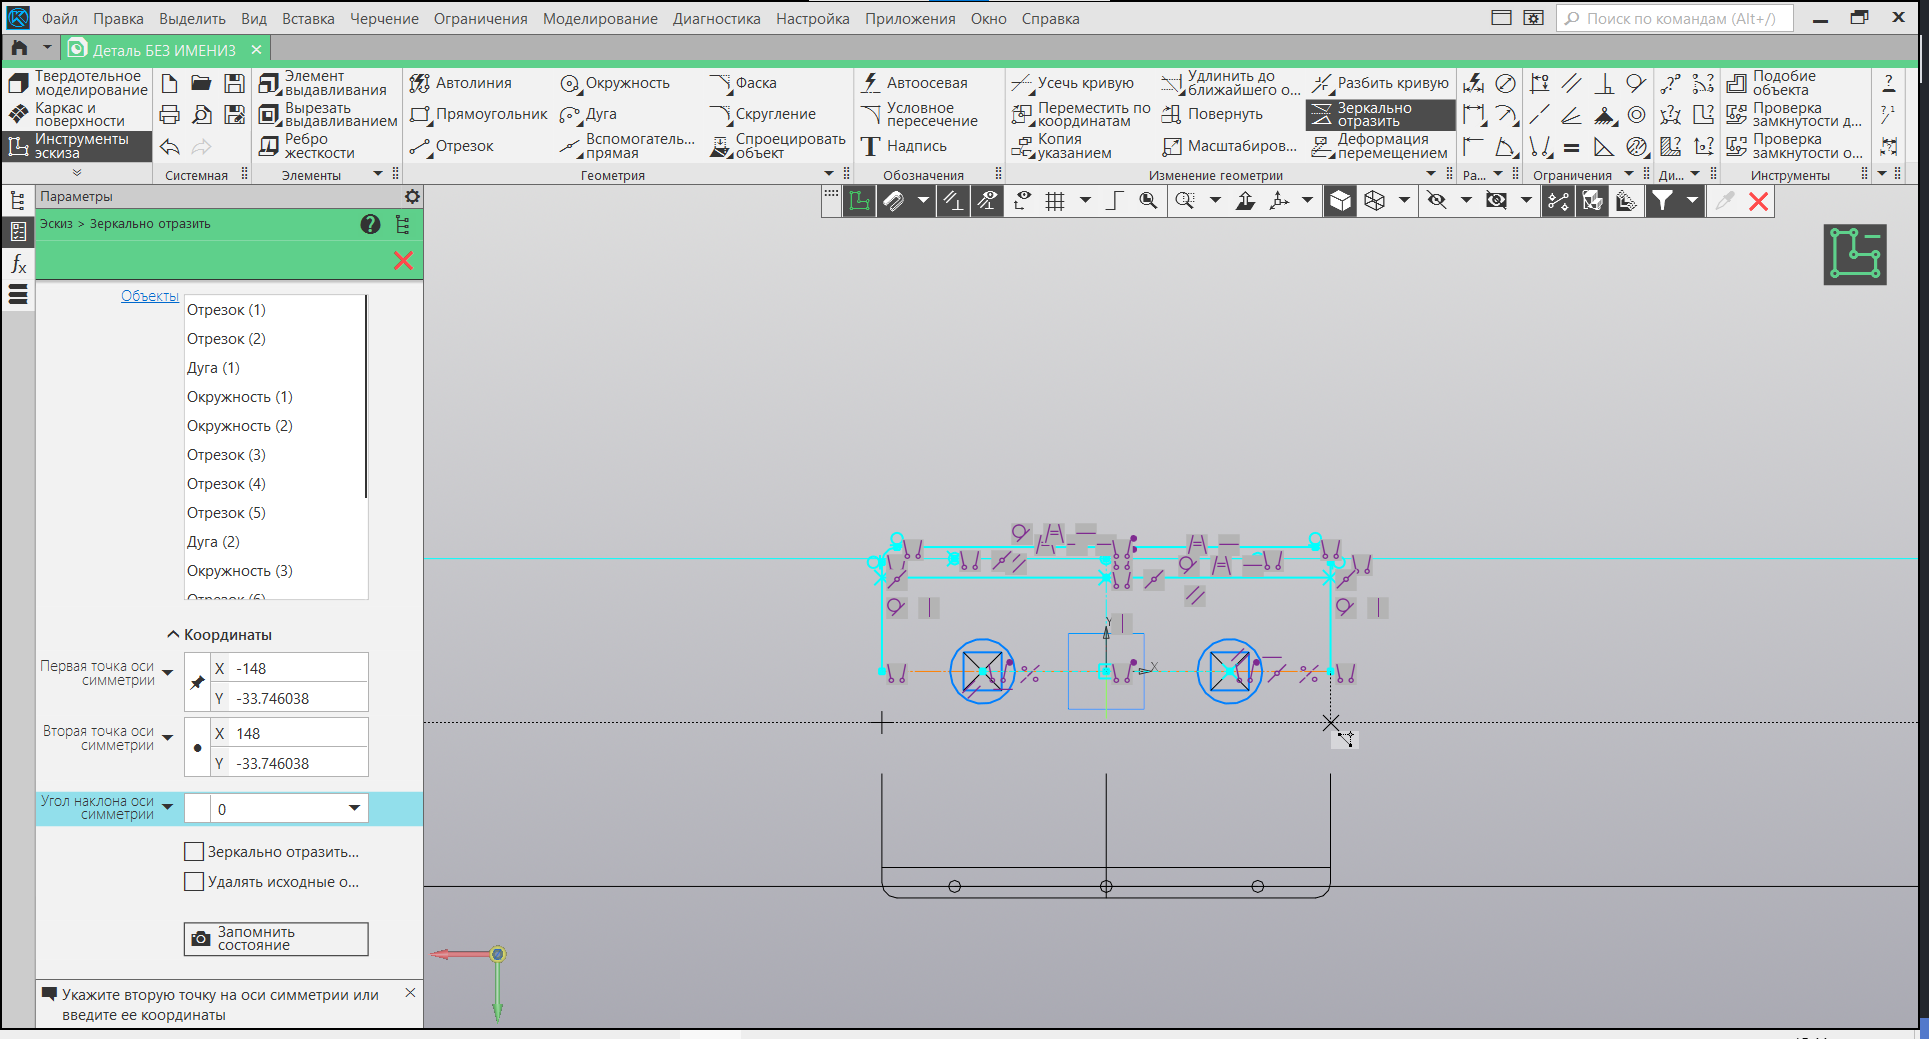 Файл Правка Выделить Вид Вставка Черчение Ограничения Моделирование Диагностика Настройка Приложения Окно Справка
Поиск по командам (Alt+/)
Деталь БЕЗ ИМЕНИ3
Твердотельное моделирование
Каркас и поверхности
Инструменты эскиза
Системная
Элемент выдавливания
Вырезать выдавливанием
Ребро жесткости
Элементы
Автолиния
Прямоугольник
Отрезок
Окружность
Дуга
Вспомогатель... прямая
Фаска
Скругление
Спроецировать объект
Геометрия
Автоосевая
Условное пересечение
Надпись
Обозначения
Усечь кривую
Переместить по координатам
Копия указанием
Удлинить до ближайшего о...
Повернуть
Масштабиров...
Разбить кривую
Зеркально отразить
Деформация перемещением
Изменение геометрии
Ра...
Ограничения
Ди...
Подобие объекта
Проверка замкнутости д...
Проверка замкнутости о...
Инструменты
Параметры
Эскиз > Зеркально отразить
Объекты
Отрезок (1)
Отрезок (2)
Дуга (1)
Окружность (1)
Окружность (2)
Отрезок (3)
Отрезок (4)
Отрезок (5)
Дуга (2)
Окружность (3)
Отрезок (6)
Координаты
Первая точка оси симметрии
X -148
Y -33.746038
Вторая точка оси симметрии
X 148
Y -33.746038
Угол наклона оси симметрии
0
Зеркально отразить...
Удалять исходные о...
Запомнить состояние
Укажите вторую точку на оси симметрии или
введите ее координаты
Y
X